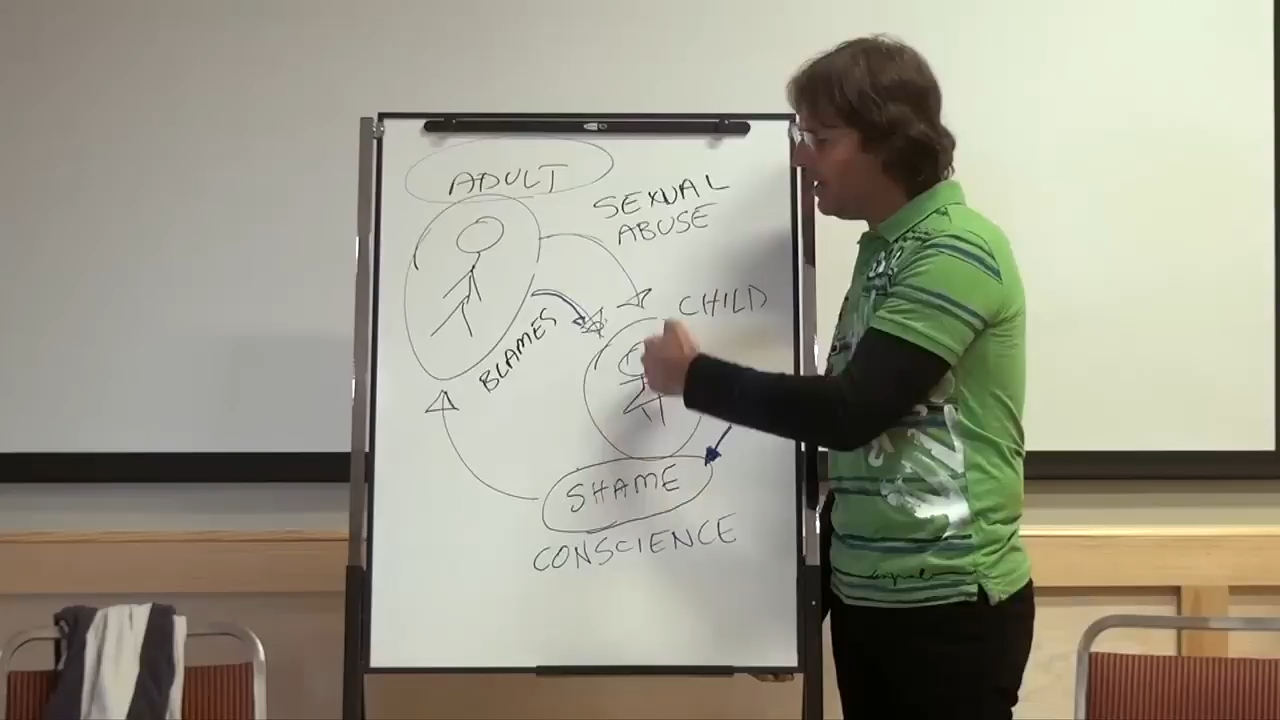 ADULT
SEXUAL
ABUSE
CHILD
BLAMES
SHAME
CONSCIENCE